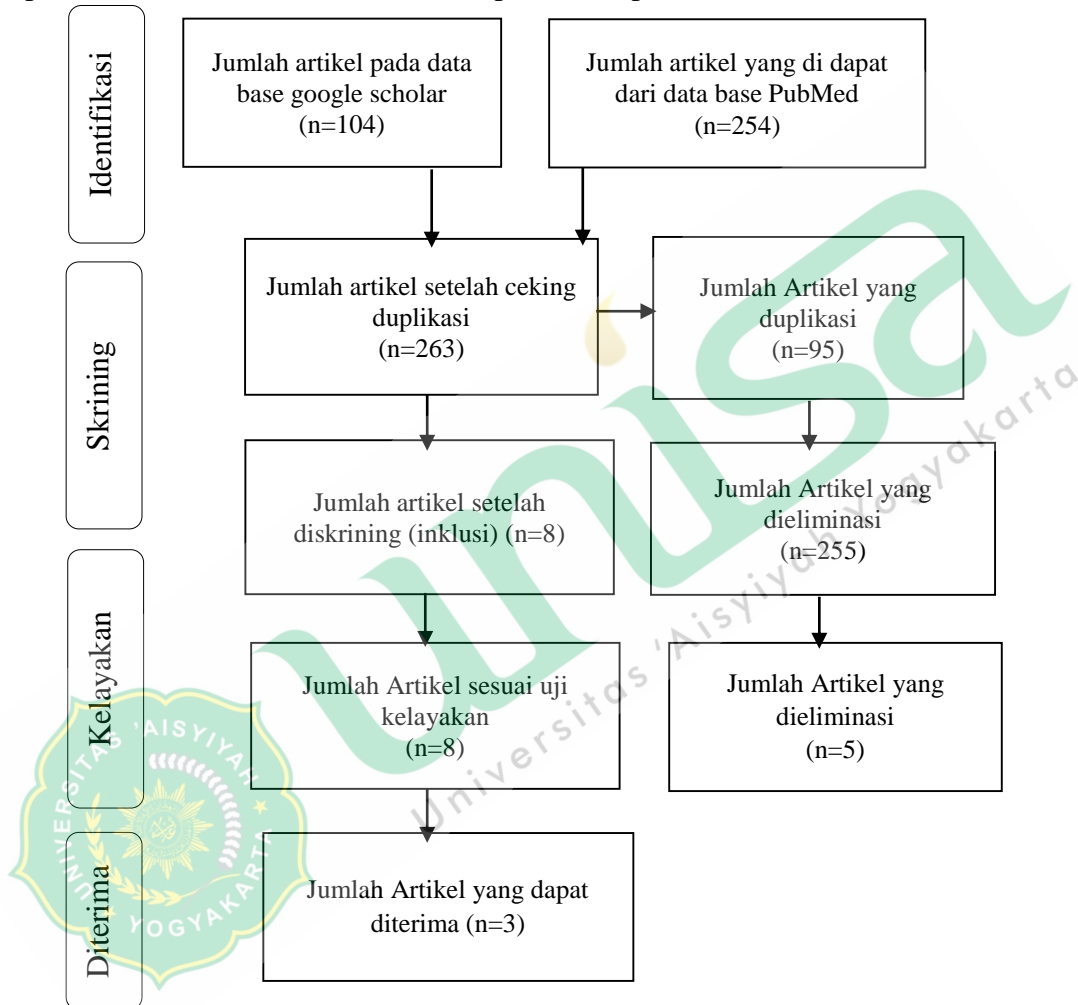 Identifikasi
Jumlah artikel pada data
base google scholar
(n=104)
Jumlah artikel yang di dapat
dari data base PubMed
(n=254)
Skrining
Jumlah artikel setelah ceking
duplikasi
(n=263)
Jumlah Artikel yang
duplikasi
(n=95)
Jumlah artikel setelah
diskrining (inklusi) (n=8)
Jumlah Artikel yang
dieliminasi
(n=255)
Kelayakan
Jumlah Artikel sesuai uji
kelayakan
(n=8)
Jumlah Artikel yang
dieliminasi
(n=5)
Diterima
Jumlah Artikel yang dapat
diterima (n=3)
unisa
Universitas 'Aisyiyah Yogyakarta
UNIVERSITAS 'AISYIYAH
YOGYAKARTA